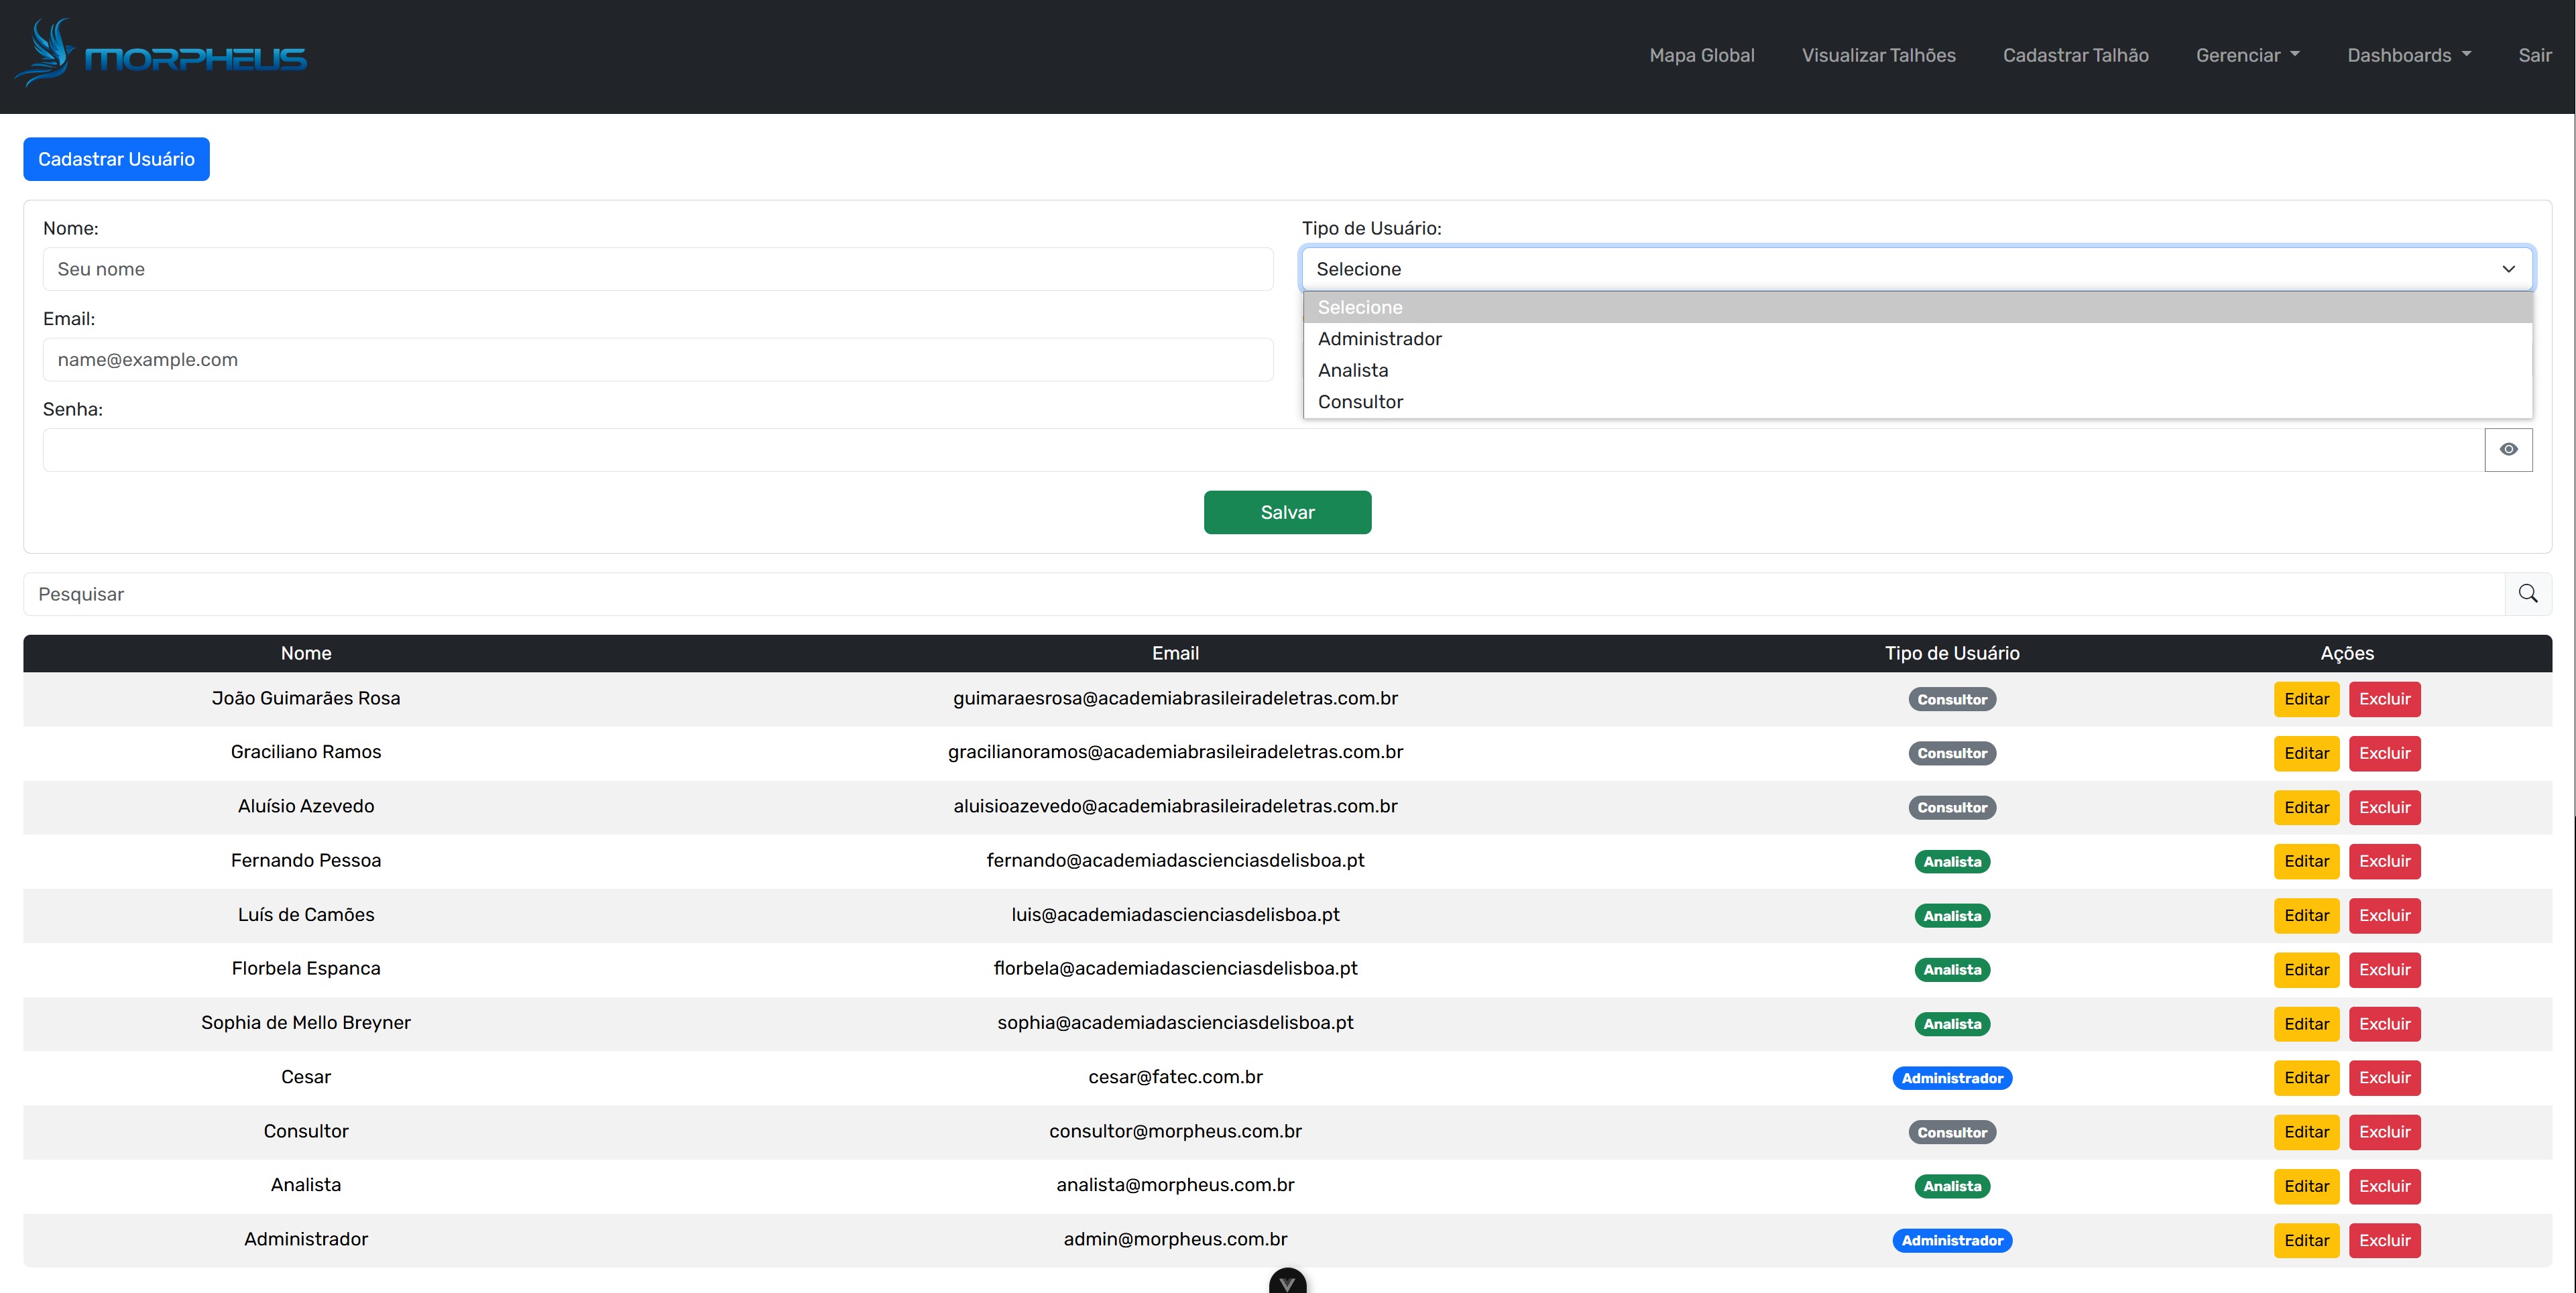 MORPHEUS
Mapa Global Visualizar Talhões Cadastrar Talhão Gerenciar Dashboards Sair
Cadastrar Usuário
Nome:
Seu nome
Tipo de Usuário:
Selecione
Selecione
Administrador
Analista
Consultor
Email:
name@example.com
Senha:
Salvar
Pesquisar
Nome Email Tipo de Usuário Ações
João Guimarães Rosa guimaraesrosa@academiabrasileiradeletras.com.br Consultor Editar Excluir
Graciliano Ramos gracilianoramos@academiabrasileiradeletras.com.br Consultor Editar Excluir
Aluísio Azevedo aluisioazevedo@academiabrasileiradeletras.com.br Consultor Editar Excluir
Fernando Pessoa fernando@academiadascienciasdelisboa.pt Analista Editar Excluir
Luís de Camões luis@academiadascienciasdelisboa.pt Analista Editar Excluir
Florbela Espanca florbela@academiadascienciasdelisboa.pt Analista Editar Excluir
Sophia de Mello Breyner sophia@academiadascienciasdelisboa.pt Analista Editar Excluir
Cesar cesar@fatec.com.br Administrador Editar Excluir
Consultor consultor@morpheus.com.br Consultor Editar Excluir
Analista analista@morpheus.com.br Analista Editar Excluir
Administrador admin@morpheus.com.br Administrador Editar Excluir